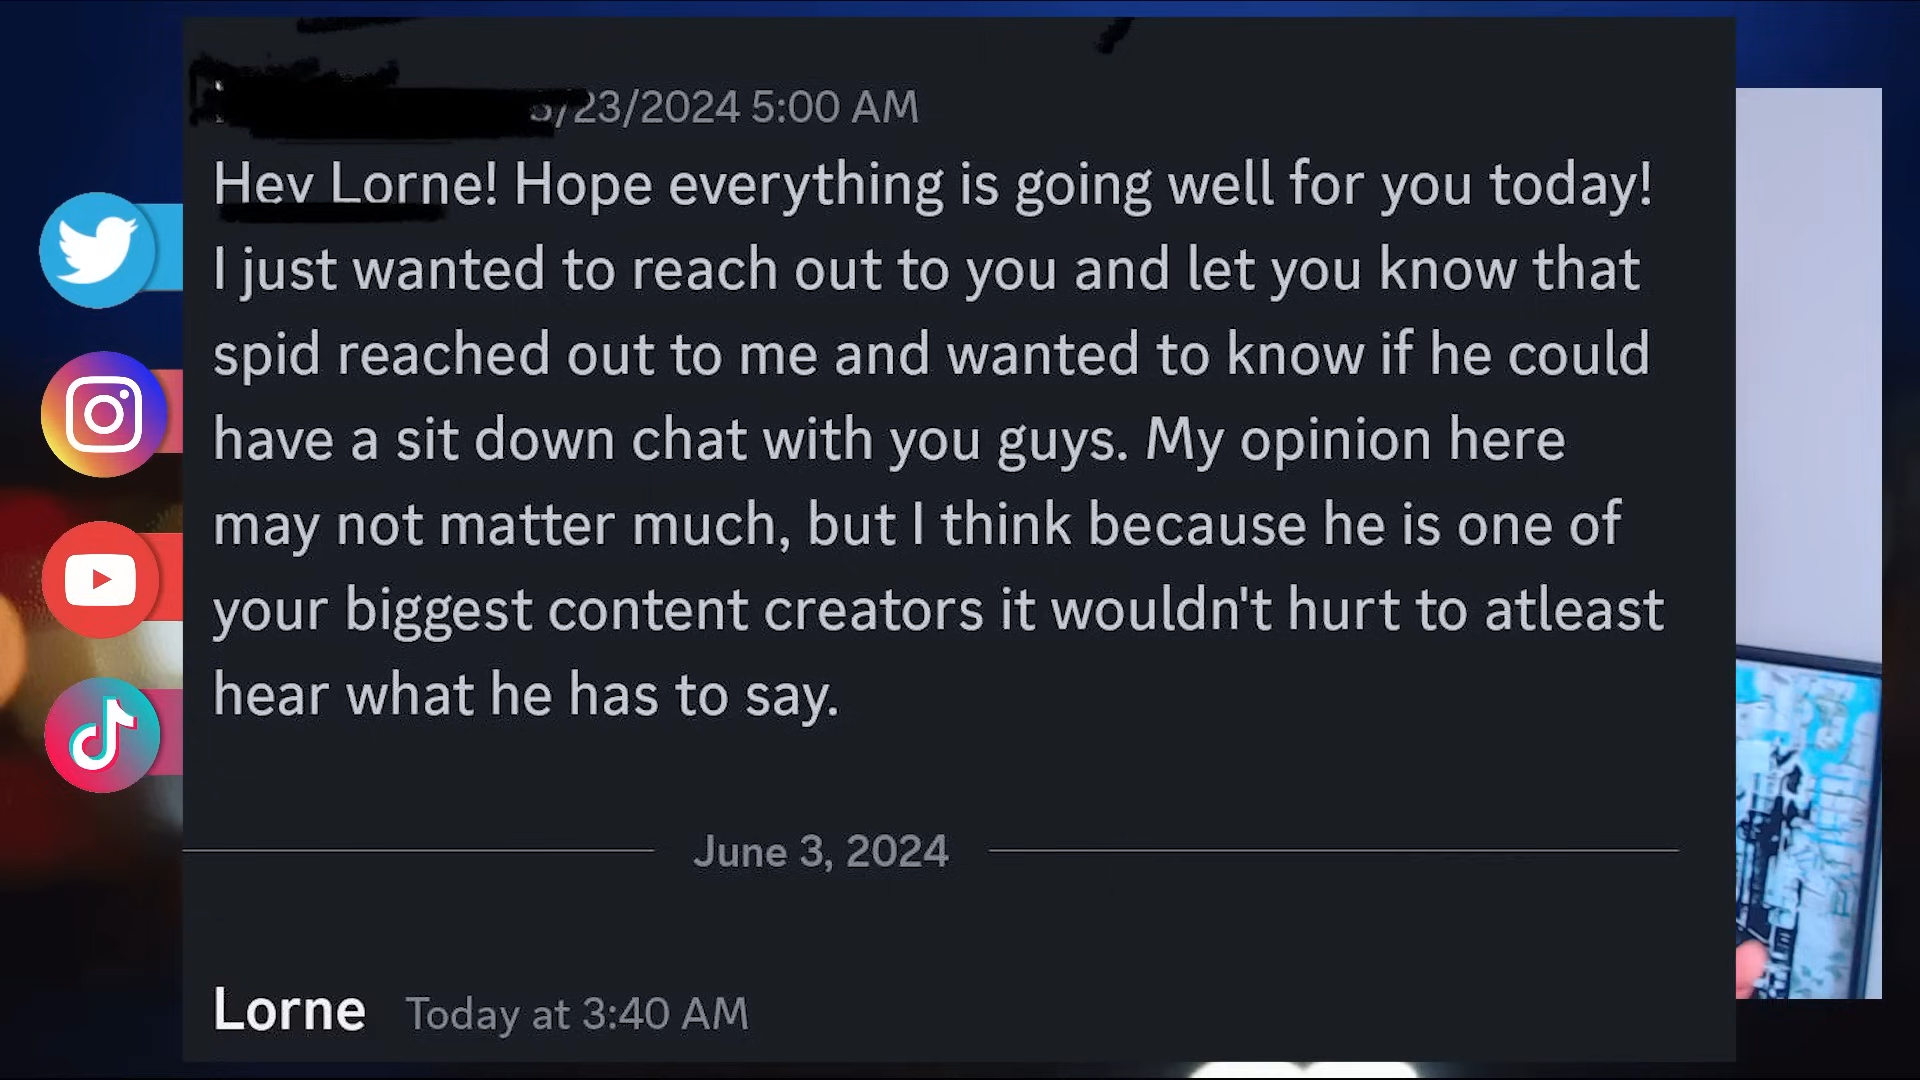 /23/2024 5:00 AM
Hey Lorne! Hope everything is going well for you today!
I just wanted to reach out to you and let you know that
spid reached out to me and wanted to know if he could
have a sit down chat with you guys. My opinion here
may not matter much, but I think because he is one of
your biggest content creators it wouldn't hurt to atleast
hear what he has to say.
June 3, 2024
Lorne Today at 3:40 AM